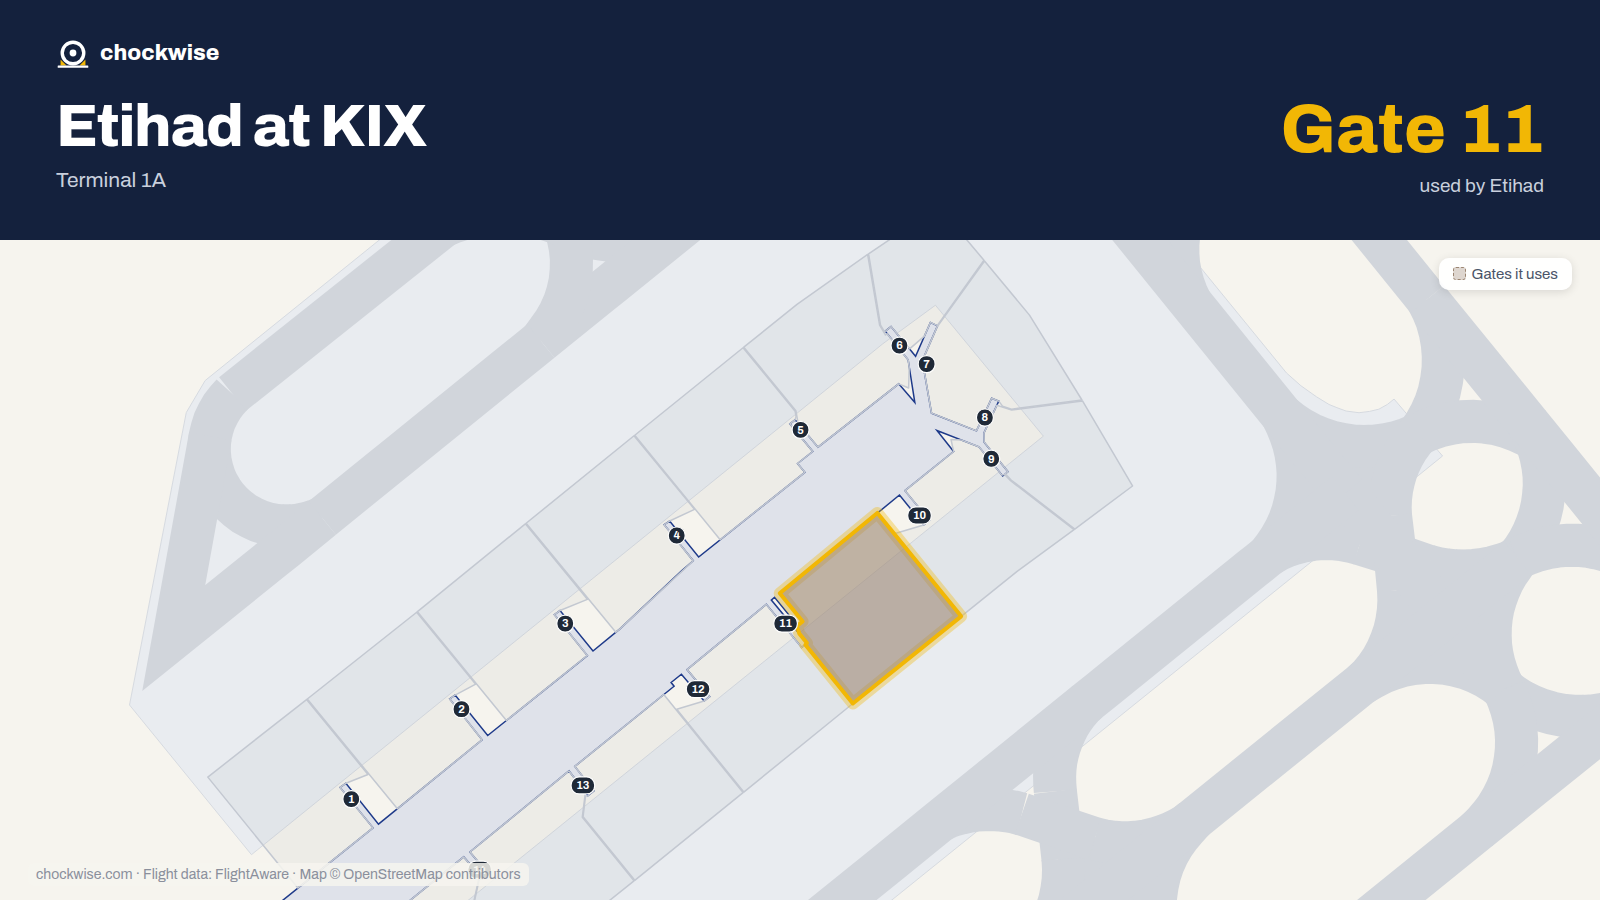 chockwise
Etihad at KIX
Terminal 1A
Gate 11
used by Etihad
Gates it uses
6
7
8
5
9
10
4
3
11
12
2
13
1
chockwise.com · Flight data: FlightAware · Map © OpenStreetMap contributors